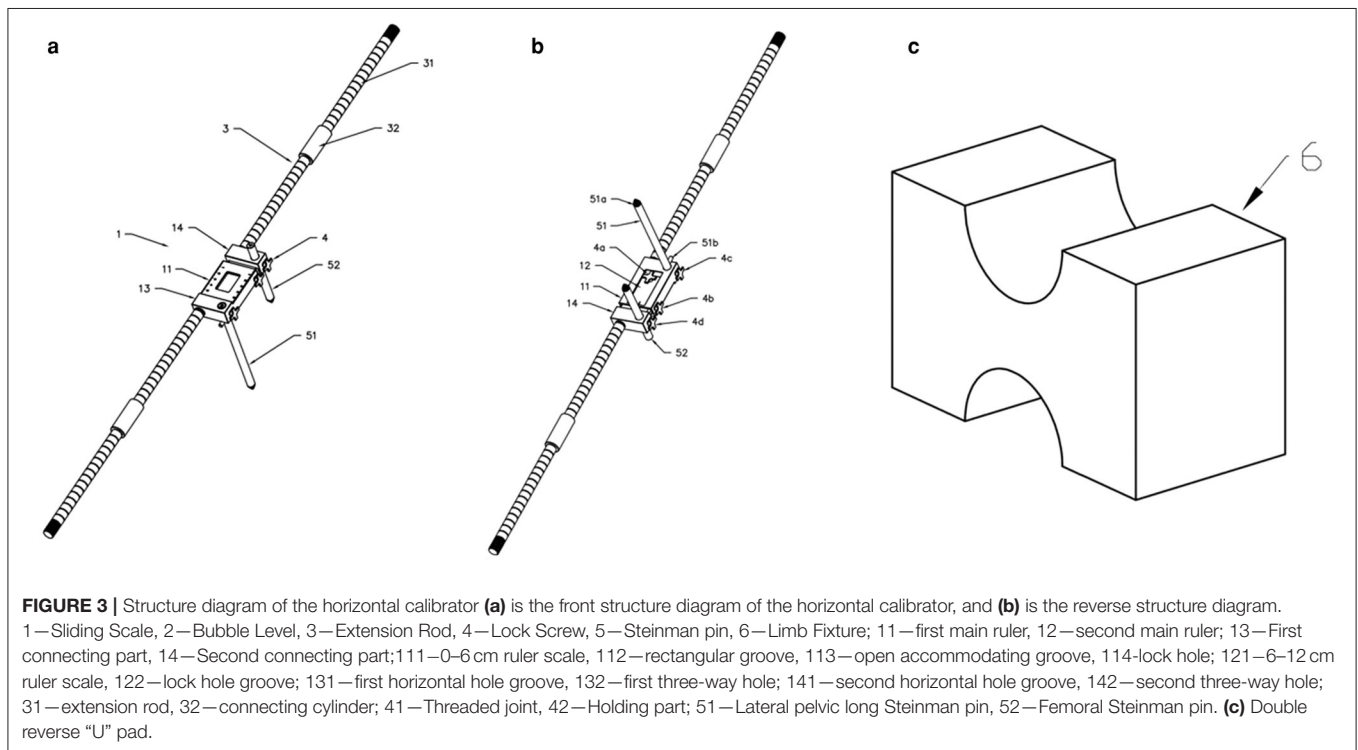 a
31
32
3
14
4
1
52
11
13
51
b
51a
51
51b
4a
4c
12
11
14
4b
4d
52
c
6
FIGURE 3 | Structure diagram of the horizontal calibrator (a) is the front structure diagram of the horizontal calibrator, and (b) is the reverse structure diagram.
1—Sliding Scale, 2—Bubble Level, 3—Extension Rod, 4—Lock Screw, 5—Steinman pin, 6—Limb Fixture; 11—first main ruler, 12—second main ruler; 13—First
connecting part, 14—Second connecting part;111—0–6 cm ruler scale, 112—rectangular groove, 113—open accommodating groove, 114-lock hole; 121—6–12 cm
ruler scale, 122—lock hole groove; 131—first horizontal hole groove, 132—first three-way hole; 141—second horizontal hole groove, 142—second three-way hole;
31—extension rod, 32—connecting cylinder; 41—Threaded joint, 42—Holding part; 51—Lateral pelvic long Steinman pin, 52—Femoral Steinman pin. (c) Double
reverse “U” pad.